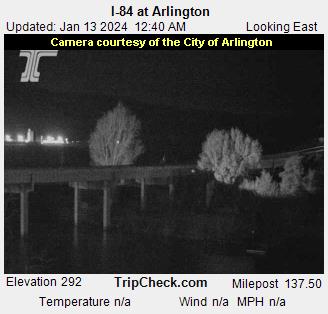 I-84 at Arlington
Updated: Jan 13 2024 12:40 AM Looking East
Camera courtesy of the City of Arlington
Elevation 292 TripCheck.com Milepost 137.50
Temperature n/a Wind n/a MPH n/a